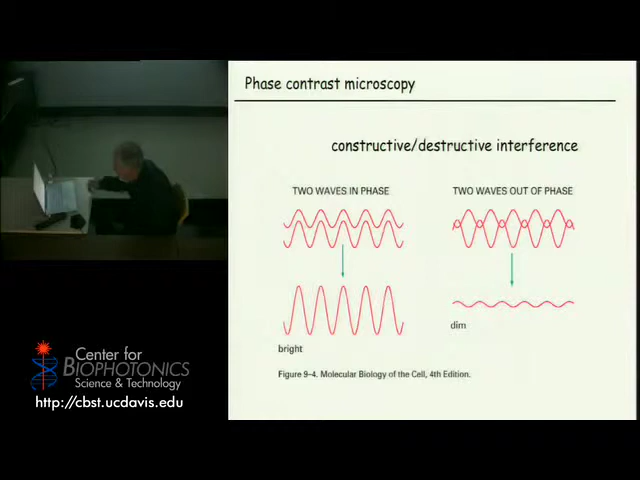 Phase contrast microscopy
constructive/destructive interference
TWO WAVES IN PHASE
TWO WAVES OUT OF PHASE
bright
dim
Figure 9-4. Molecular Biology of the Cell, 4th Edition.
Center for
BIOPHOTONICS
Science & Technology
http://cbst.ucdavis.edu